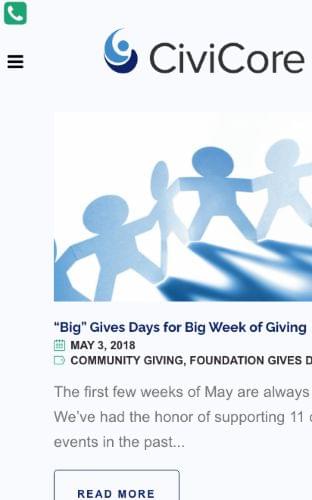 CiviCore
“Big” Gives Days for Big Week of Giving
MAY 3, 2018
COMMUNITY GIVING, FOUNDATION GIVES D
The first few weeks of May are always
We’ve had the honor of supporting 11
events in the past...
READ MORE